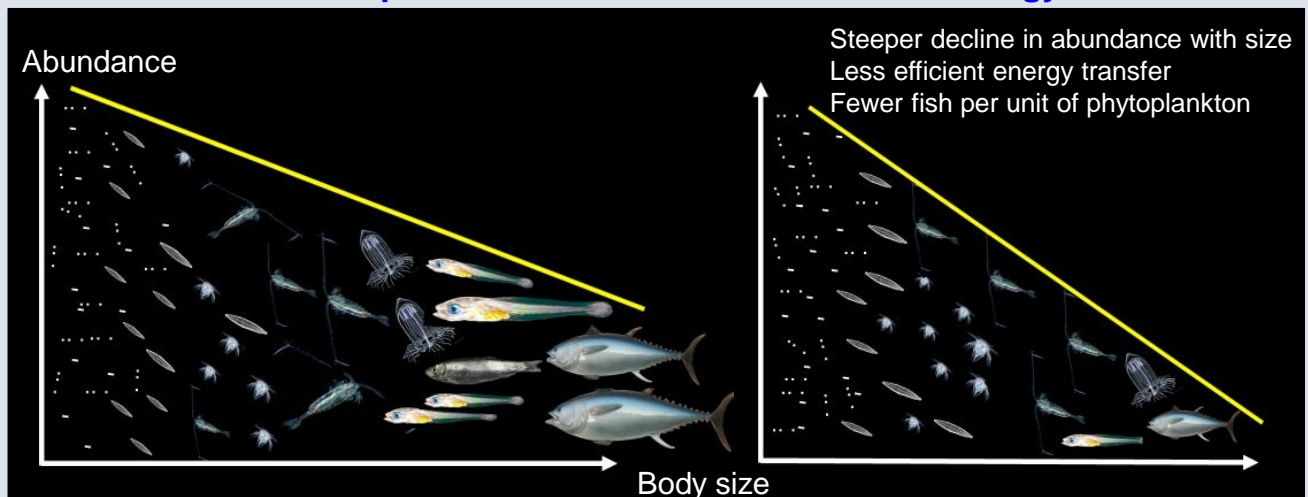 Abundance
Steeper decline in abundance with size
Less efficient energy transfer
Fewer fish per unit of phytoplankton
Body size